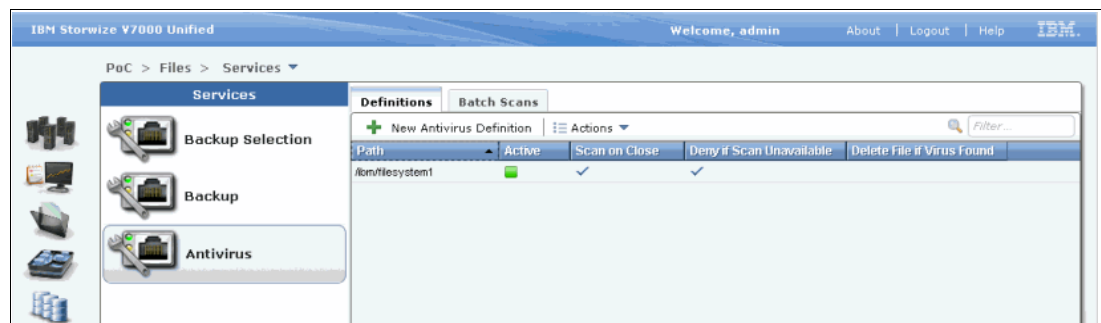 IBM Storwize V7000 Unified
Welcome, admin
About | Logout | Help
IBM.
PoC > Files > Services
Services
Backup Selection
Backup
Antivirus
Definitions
Batch Scans
New Antivirus Definition
Actions
Filter...
Path
Active
Scan on Close
Deny if Scan Unavailable
Delete File if Virus Found
/ibm/filesystem1